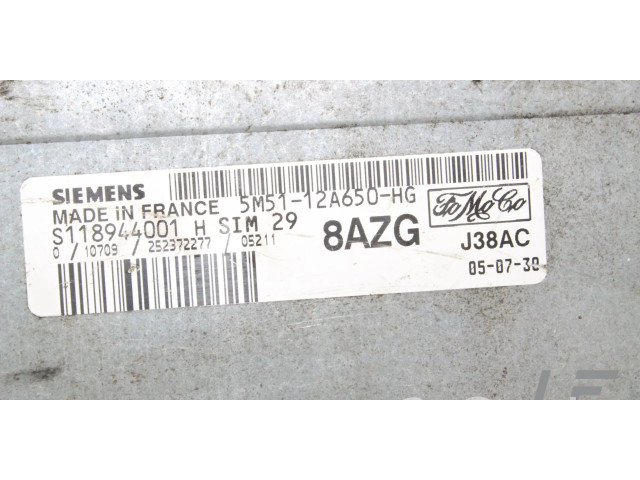 SIEMENS
5M51-12A650-HG
MADE IN FRANCE
FoMoCo
S118944001 H SIM 29
8AZG
J38AC
0 / 10709 / 252372277 / 05211
05-07-30